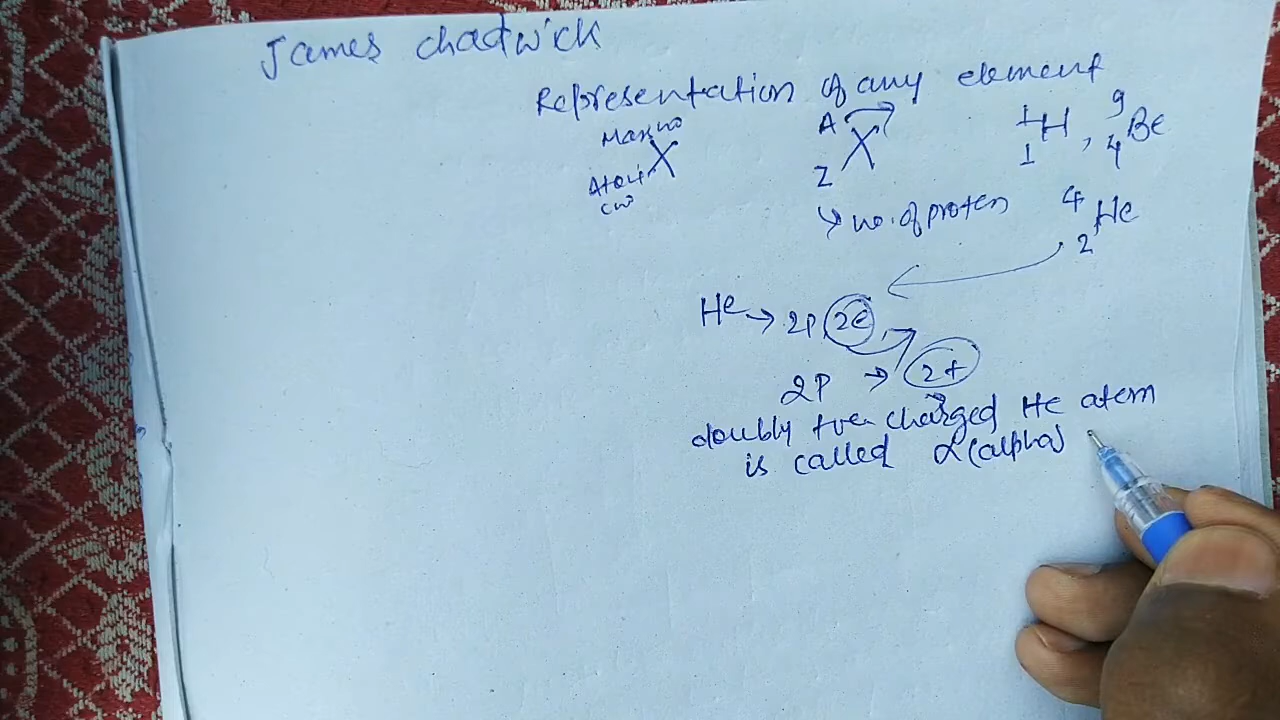 James chadwick
Representation of any element
Mass no
X
Atomic no
A
X
Z
1
H
1
,
9
Be
4
→ no. of proton
4
He
2
He → 2P, 2e
2P → 2+
doubly +ve charged He atom
is called α (alpha)